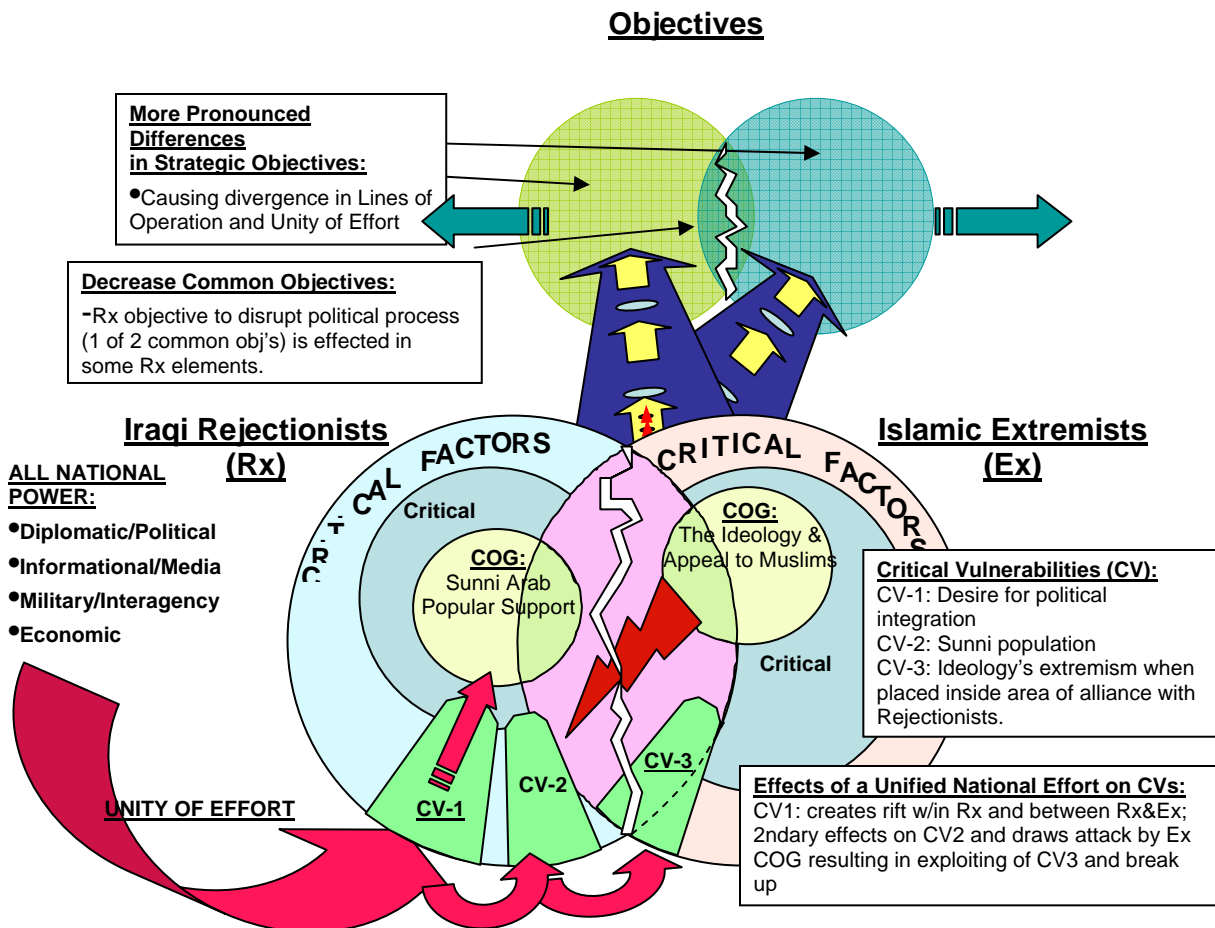 Objectives
More Pronounced
Differences
in Strategic Objectives:
•Causing divergence in Lines of
Operation and Unity of Effort
Decrease Common Objectives:
-Rx objective to disrupt political process
(1 of 2 common obj's) is effected in
some Rx elements.
Iraqi Rejectionists
(Rx)
Islamic Extremists
(Ex)
ALL NATIONAL
POWER:
•Diplomatic/Political
•Informational/Media
•Military/Interagency
•Economic
CRITICAL FACTORS
Critical
COG:
Sunni Arab
Popular Support
CRITICAL FACTORS
COG:
The Ideology &
Appeal to Muslims
Critical
Critical Vulnerabilities (CV):
CV-1: Desire for political
integration
CV-2: Sunni population
CV-3: Ideology's extremism when
placed inside area of alliance with
Rejectionists.
CV-1
CV-2
CV-3
UNITY OF EFFORT
Effects of a Unified National Effort on CVs:
CV1: creates rift w/in Rx and between Rx&Ex;
2ndary effects on CV2 and draws attack by Ex
COG resulting in exploiting of CV3 and break
up